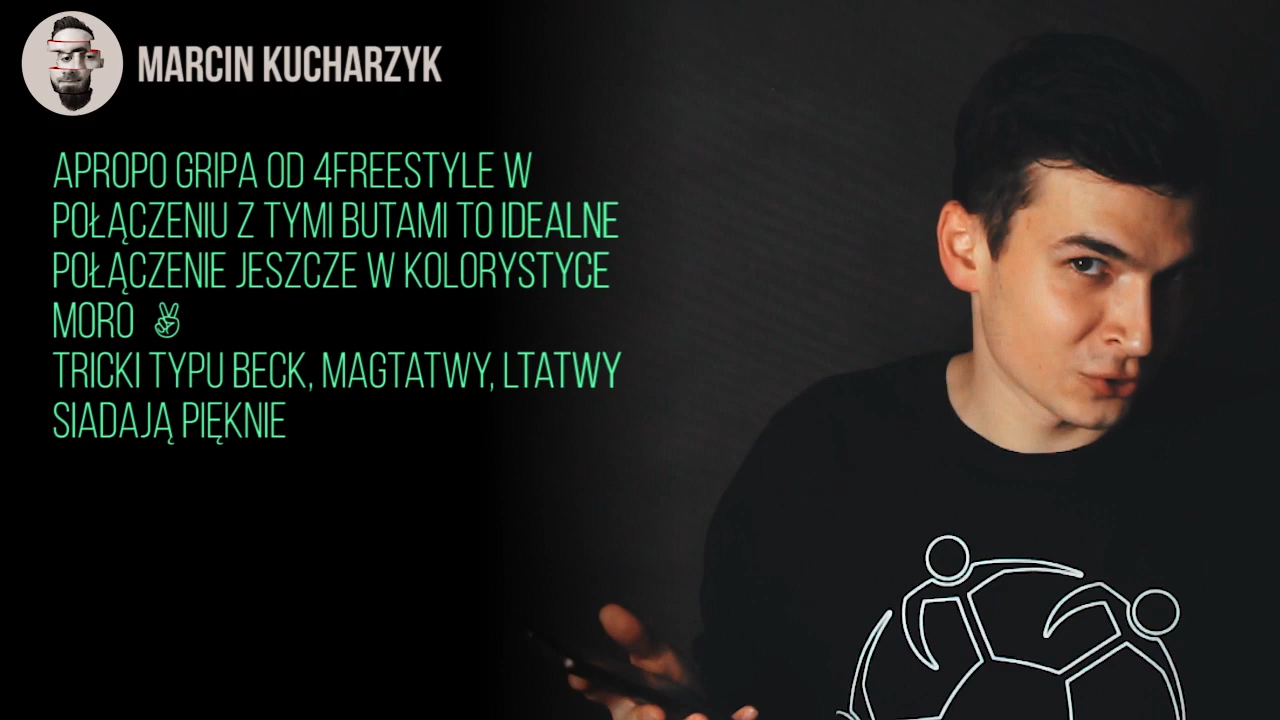 MARCIN KUCHARZYK
APROPO GRIPA OD 4FREESTYLE W
POŁĄCZENIU Z TYMI BUTAMI TO IDEALNE
POŁĄCZENIE JESZCZE W KOLORYSTYCE
MORO ✌
TRICKI TYPU BECK, MAGTATWY, LTATWY
SIADAJĄ PIĘKNIE